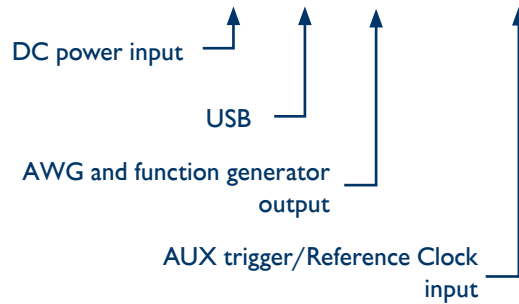 DC power input
USB
AWG and function generator
output
AUX trigger/Reference Clock
input